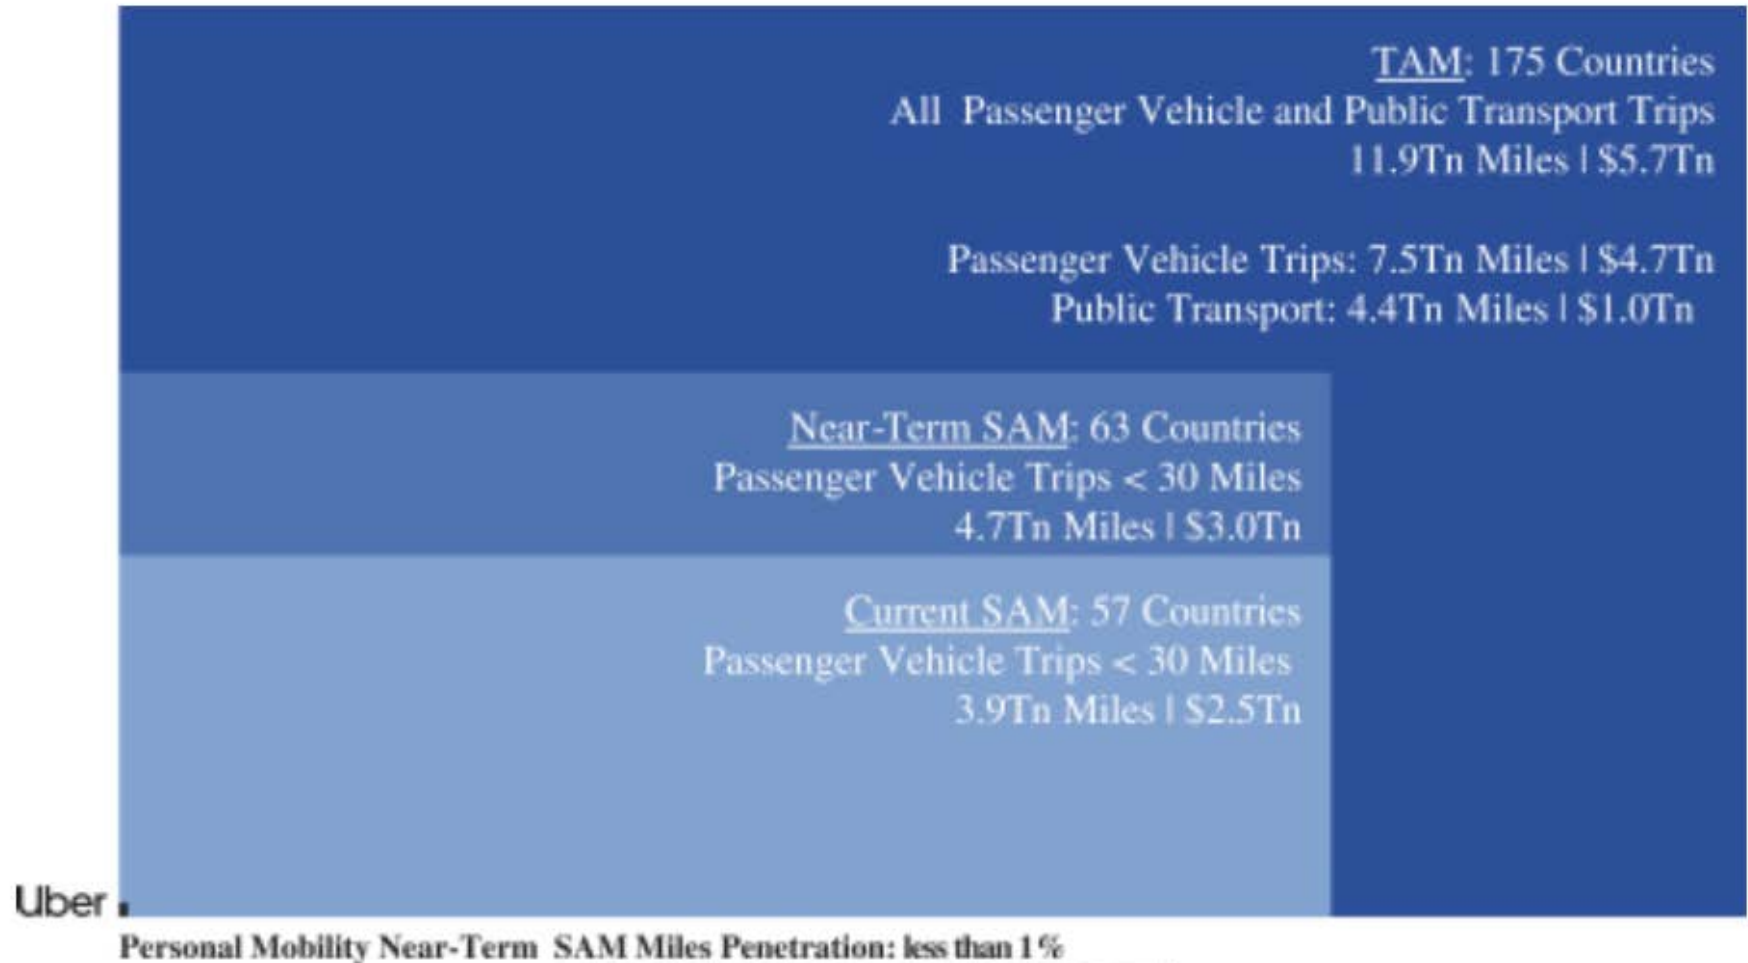 TAM: 175 Countries
All Passenger Vehicle and Public Transport Trips
11.9Tn Miles | $5.7Tn
Passenger Vehicle Trips: 7.5Tn Miles | $4.7Tn
Public Transport: 4.4Tn Miles | $1.0Tn
Near-Term SAM: 63 Countries
Passenger Vehicle Trips < 30 Miles
4.7Tn Miles | $3.0Tn
Current SAM: 57 Countries
Passenger Vehicle Trips < 30 Miles
3.9Tn Miles | $2.5Tn
Uber
Personal Mobility Near-Term SAM Miles Penetration: less than 1%